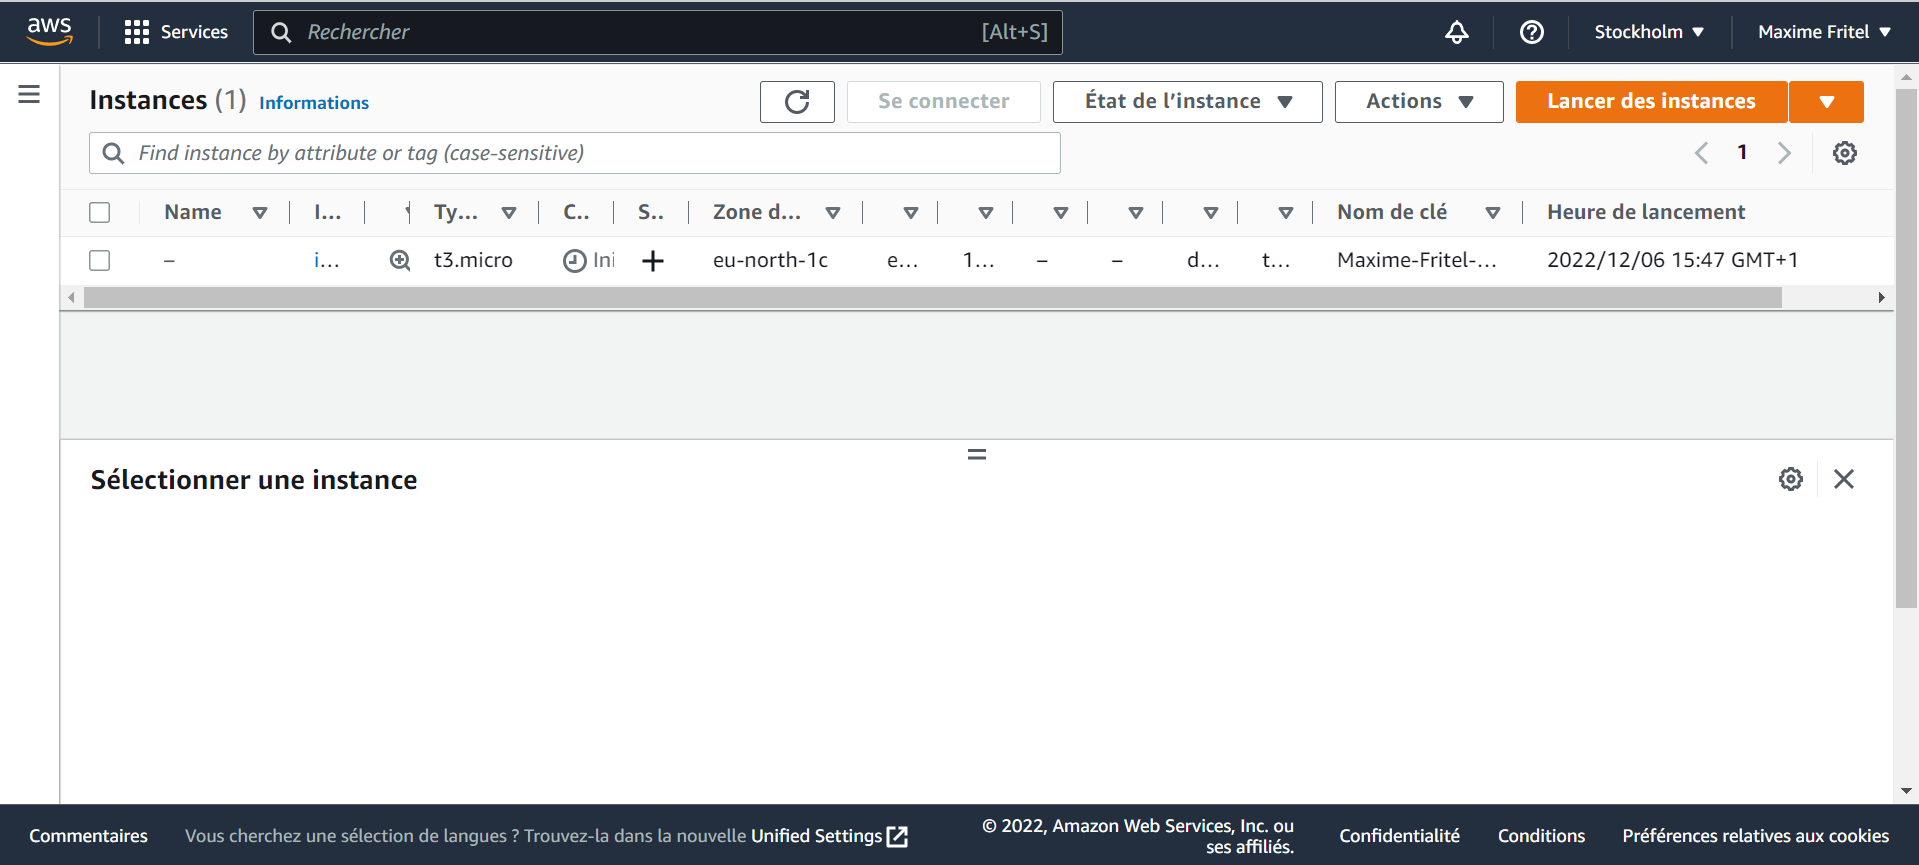 aws Services Rechercher [Alt+S] Stockholm Maxime Fritel
Instances (1) Informations Se connecter État de l’instance Actions Lancer des instances
Find instance by attribute or tag (case-sensitive) 1
Name I... Ty... C.. S.. Zone d... Nom de clé Heure de lancement
– i... t3.micro Ini eu-north-1c e... 1... – – d... t... Maxime-Fritel-... 2022/12/06 15:47 GMT+1
Sélectionner une instance
Commentaires Vous cherchez une sélection de langues ? Trouvez-la dans la nouvelle Unified Settings © 2022, Amazon Web Services, Inc. ou
ses affiliés. Confidentialité Conditions Préférences relatives aux cookies